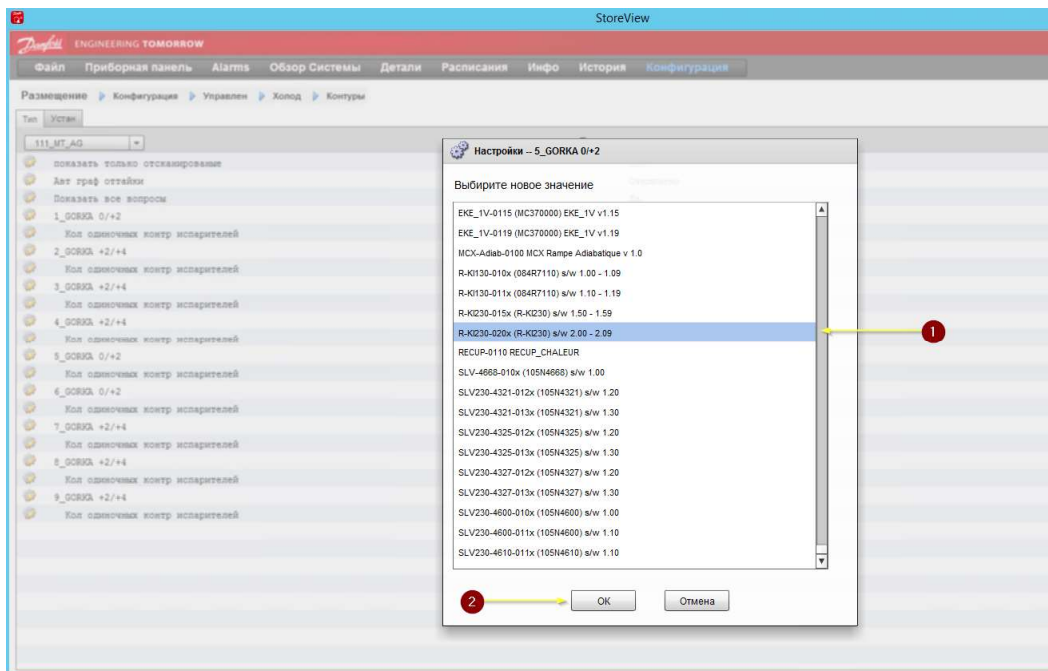 StoreView
Danfoss ENGINEERING TOMORROW
Файл Приборная панель Alarms Обзор Системы Детали Расписания Инфо История Конфигурация
Размещение Конфигурация Управлен Холод Контуры
Тип Устан
111_MT_AG
показать только отсканированые
Авт граф оттайки
Показать все вопросы
1_GORKA 0/+2
Кол одиночных контр испарителей
2_GORKA +2/+4
Кол одиночных контр испарителей
3_GORKA +2/+4
Кол одиночных контр испарителей
4_GORKA +2/+4
Кол одиночных контр испарителей
5_GORKA 0/+2
Кол одиночных контр испарителей
6_GORKA 0/+2
Кол одиночных контр испарителей
7_GORKA +2/+4
Кол одиночных контр испарителей
8_GORKA +2/+4
Кол одиночных контр испарителей
9_GORKA +2/+4
Кол одиночных контр испарителей
Настройки -- 5_GORKA 0/+2
Выбирите новое значение
EKE_1V-0115 (MC370000) EKE_1V v1.15
EKE_1V-0119 (MC370000) EKE_1V v1.19
MCX-Adiab-0100 MCX Rampe Adiabatique v 1.0
R-KI130-010x (084R7110) s/w 1.00 - 1.09
R-KI130-011x (084R7110) s/w 1.10 - 1.19
R-KI230-015x (R-KI230) s/w 1.50 - 1.59
R-KI230-020x (R-KI230) s/w 2.00 - 2.09
RECUP-0110 RECUP_CHALEUR
SLV-4668-010x (105N4668) s/w 1.00
SLV230-4321-012x (105N4321) s/w 1.20
SLV230-4321-013x (105N4321) s/w 1.30
SLV230-4325-012x (105N4325) s/w 1.20
SLV230-4325-013x (105N4325) s/w 1.30
SLV230-4327-012x (105N4327) s/w 1.20
SLV230-4327-013x (105N4327) s/w 1.30
SLV230-4600-010x (105N4600) s/w 1.00
SLV230-4600-011x (105N4600) s/w 1.10
SLV230-4610-011x (105N4610) s/w 1.10
1
2
OK Отмена